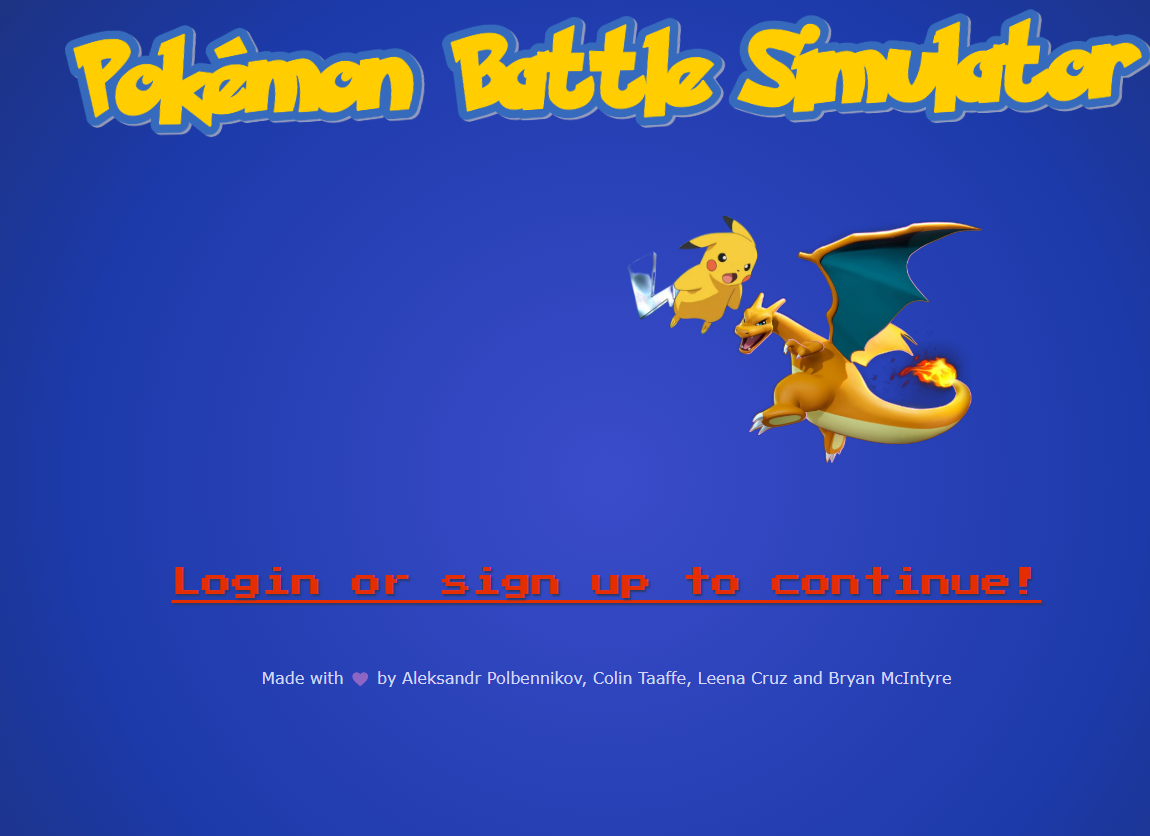 Pokémon Battle Simulator
Login or sign up to continue!
Made with by Aleksandr Polbennikov, Colin Taaffe, Leena Cruz and Bryan McIntyre